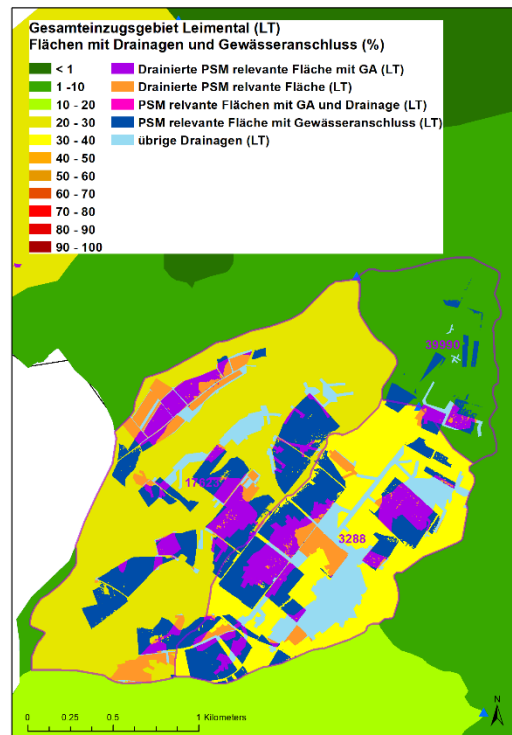 Gesamteinzugsgebiet Leimental (LT)
Flächen mit Drainagen und Gewässeranschluss (%)
< 1 Drainierte PSM relevante Fläche mit GA (LT)
1 -10 Drainierte PSM relvante Fläche (LT)
10 - 20 PSM relvante Flächen mit GA und Drainage (LT)
20 - 30 PSM relevante Fläche mit Gewässeranschluss (LT)
30 - 40 übrige Drainagen (LT)
40 - 50
50 - 60
60 - 70
70 - 80
80 - 90
90 - 100
39990
3288
N
0 0.25 0.5 1 Kilometers